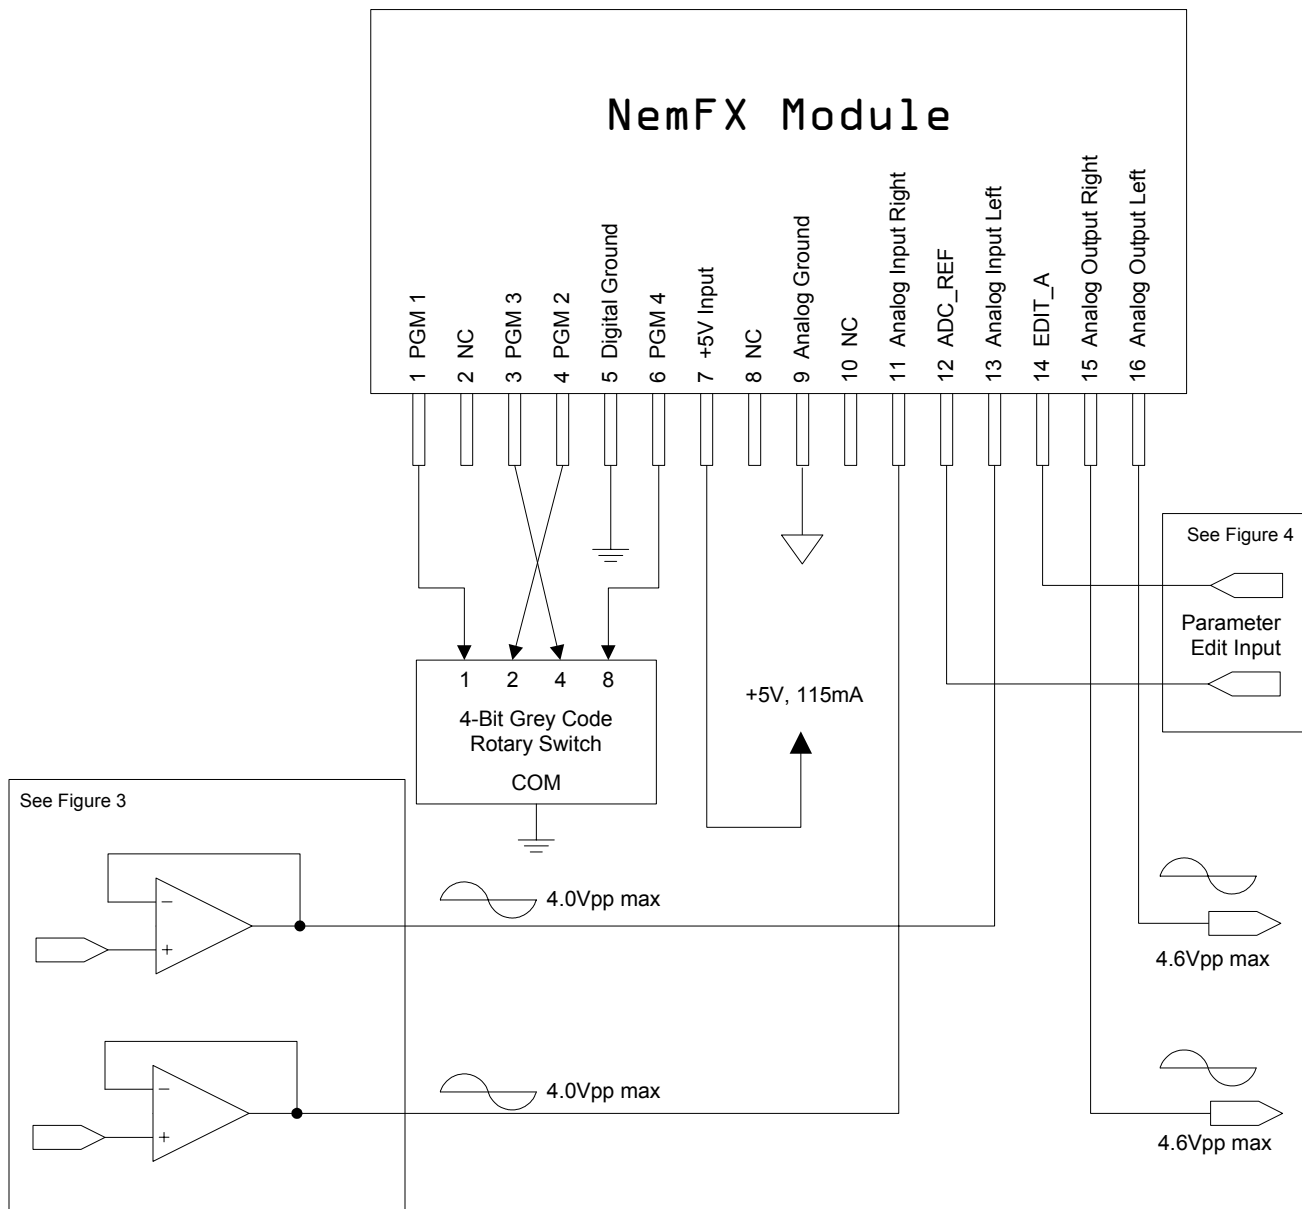 NemFX Module
1 PGM 1
2 NC
3 PGM 3
4 PGM 2
5 Digital Ground
6 PGM 4
7 +5V Input
8 NC
9 Analog Ground
10 NC
11 Analog Input Right
12 ADC_REF
13 Analog Input Left
14 EDIT_A
15 Analog Output Right
16 Analog Output Left
See Figure 4
Parameter
Edit Input
1 2 4 8
4-Bit Grey Code
Rotary Switch
COM
+5V, 115mA
See Figure 3
-
+
4.0Vpp max
4.6Vpp max
-
+
4.0Vpp max
4.6Vpp max